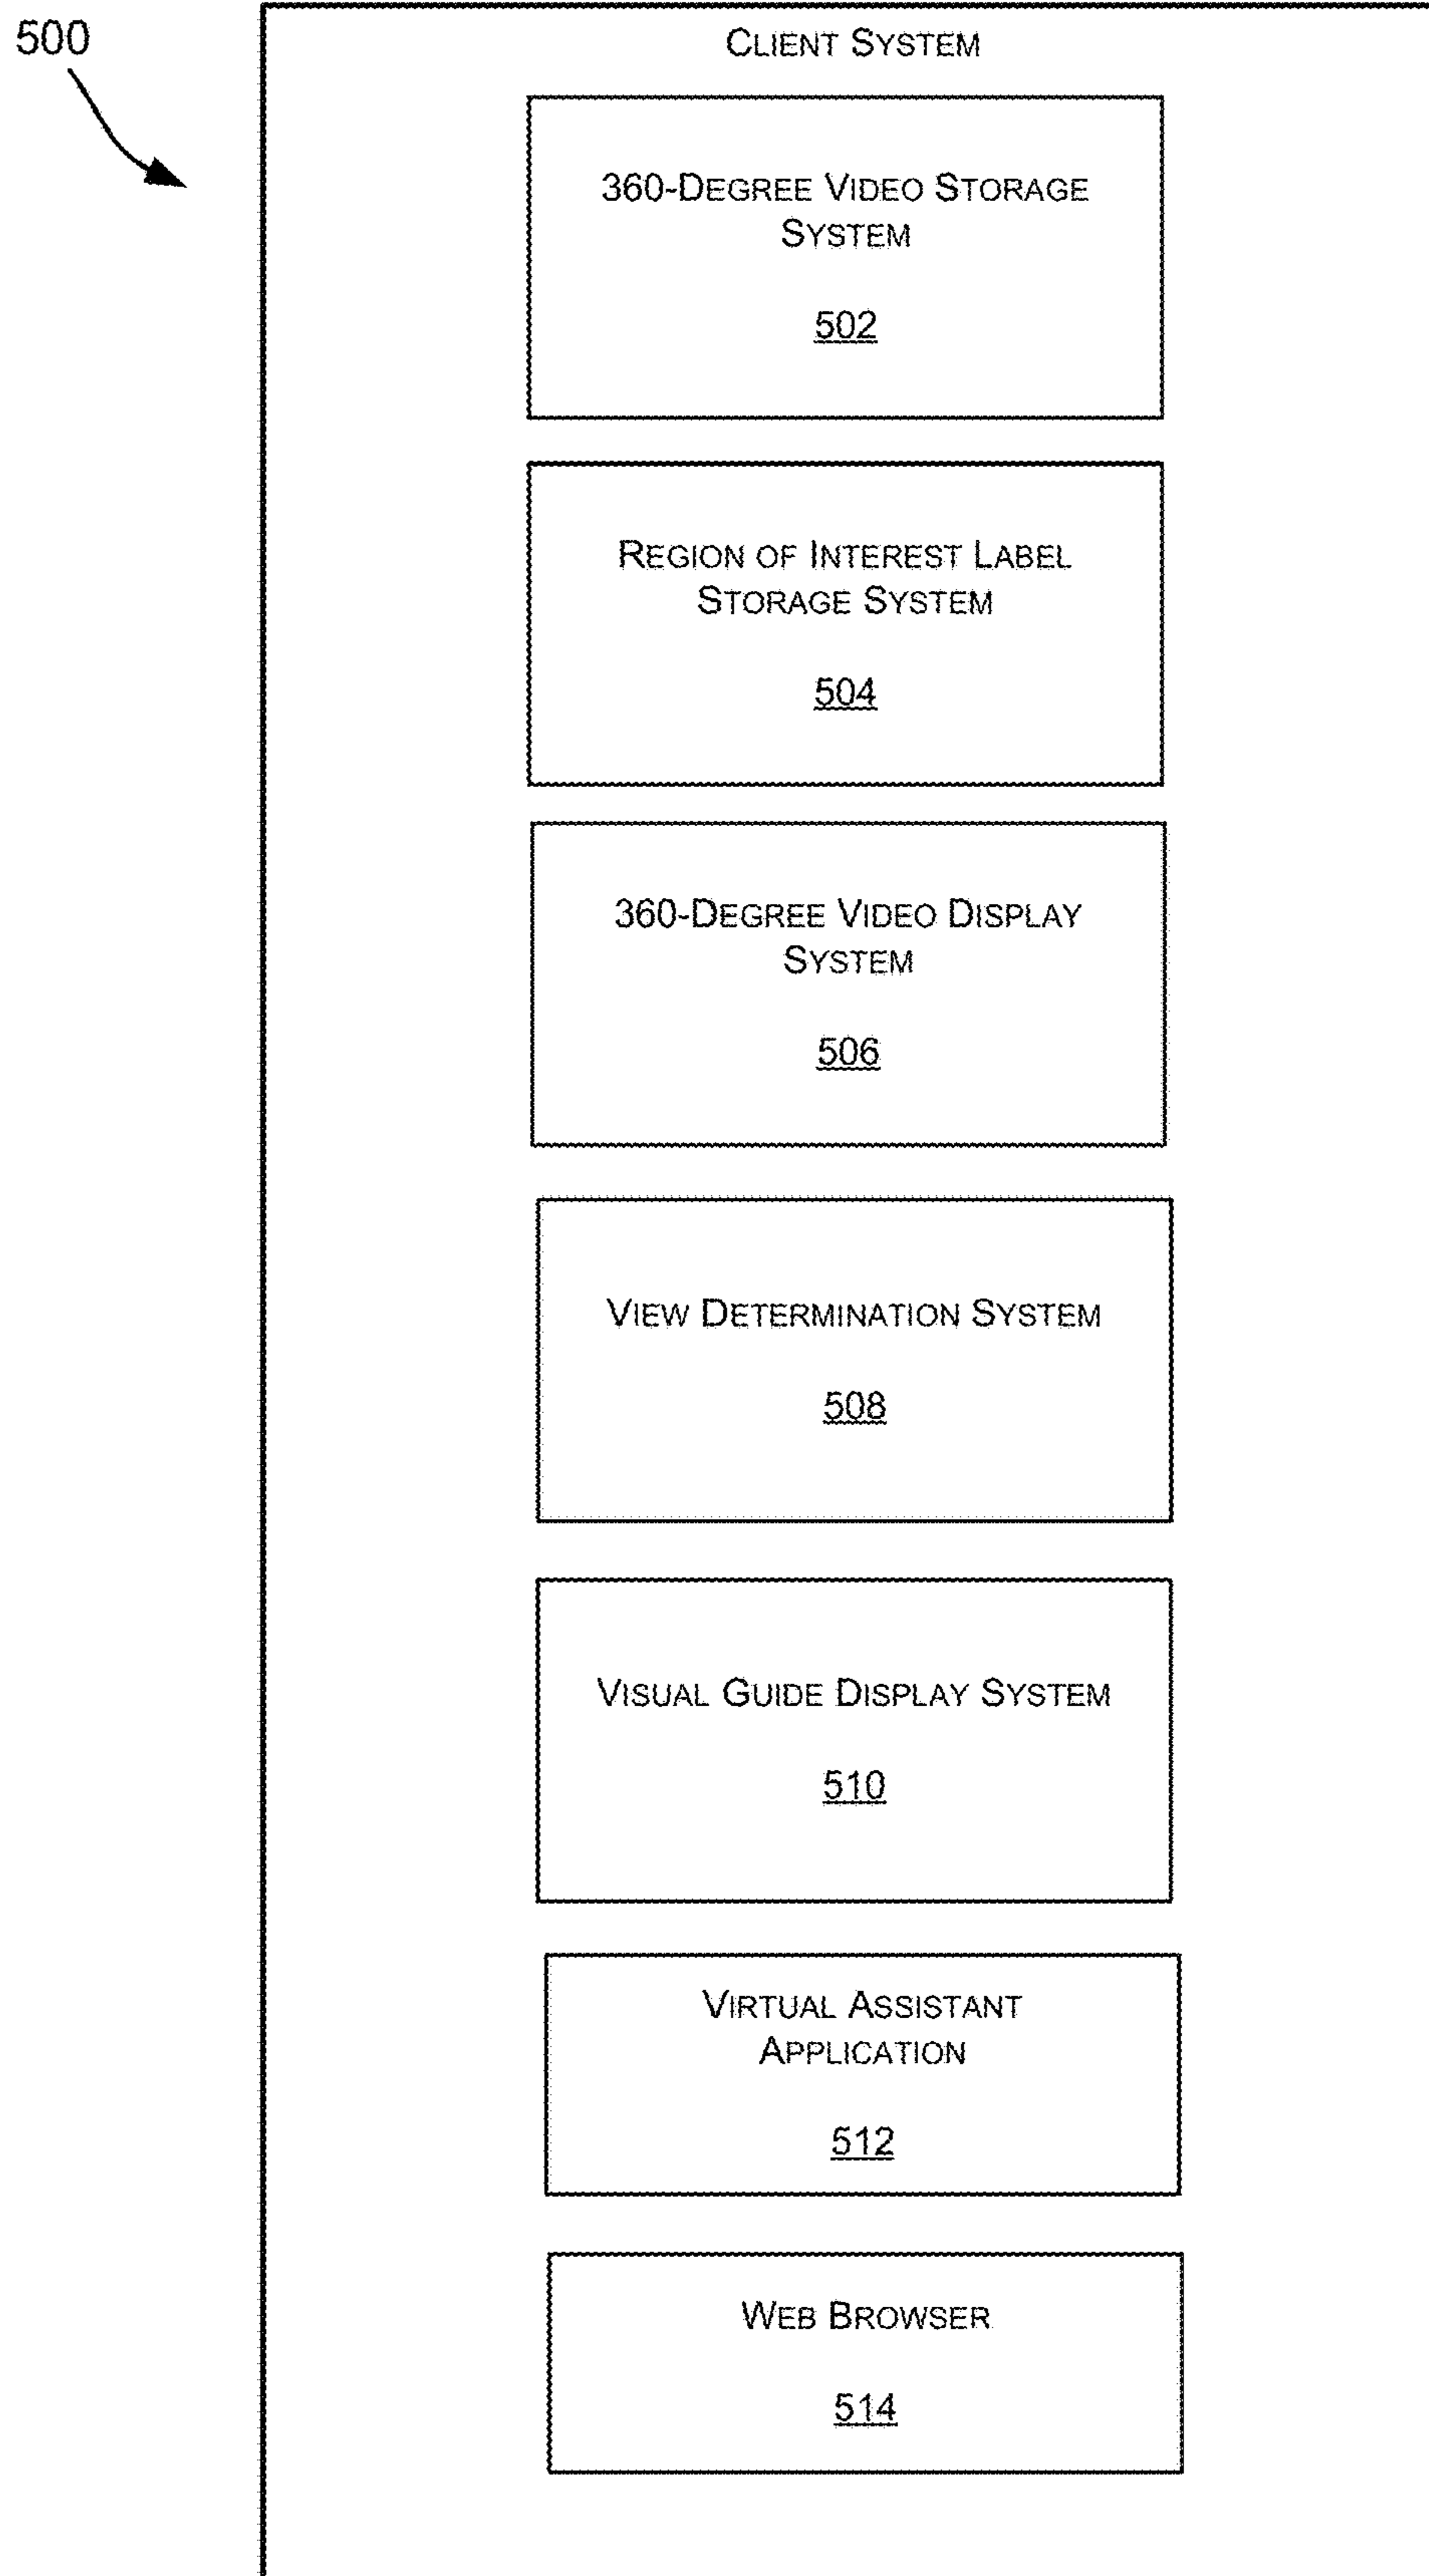 500
CLIENT SYSTEM
360-DEGREE VIDEO STORAGE
SYSTEM
502
REGION OF INTEREST LABEL
STORAGE SYSTEM
504
360-DEGREE VIDEO DISPLAY
SYSTEM
506
VIEW DETERMINATION SYSTEM
508
VISUAL GUIDE DISPLAY SYSTEM
510
VIRTUAL ASSISTANT
APPLICATION
512
WEB BROWSER
514